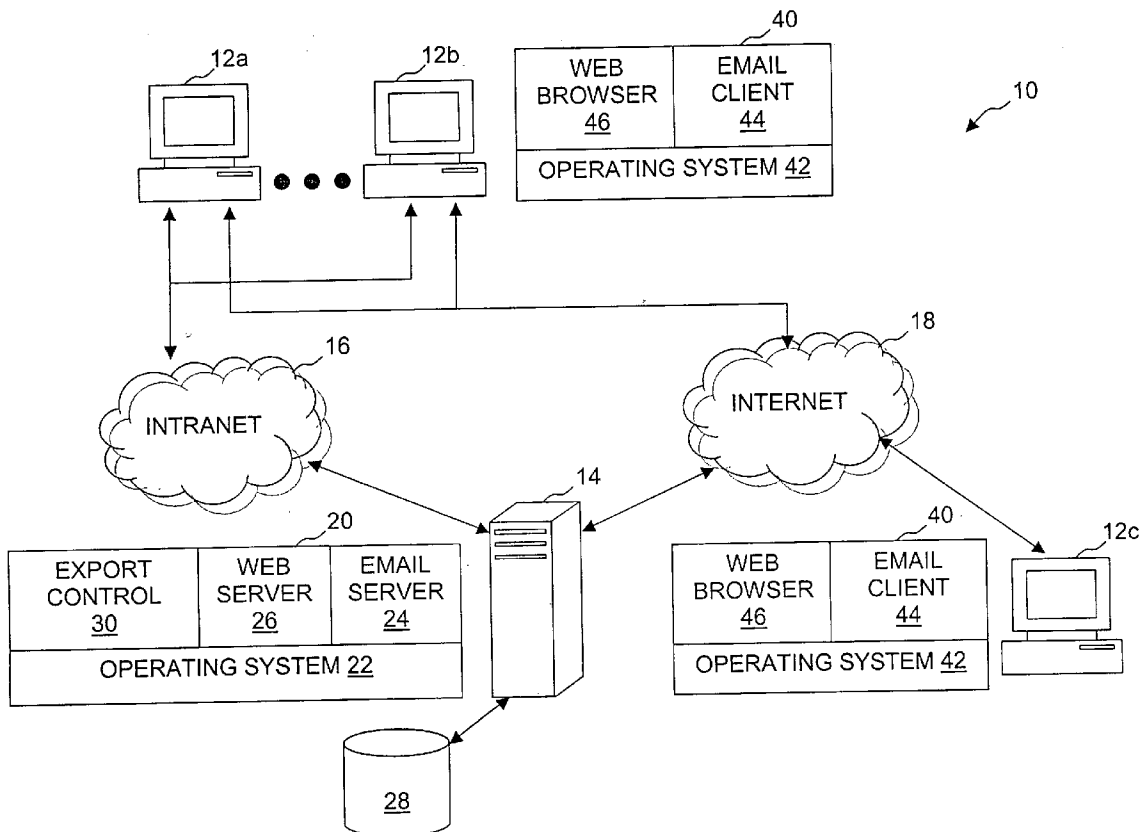 40
12a
12b
WEB BROWSER 46
EMAIL CLIENT 44
OPERATING SYSTEM 42
10
16
INTRANET
18
INTERNET
14
20
EXPORT CONTROL 30
WEB SERVER 26
EMAIL SERVER 24
OPERATING SYSTEM 22
40
WEB BROWSER 46
EMAIL CLIENT 44
OPERATING SYSTEM 42
12c
28